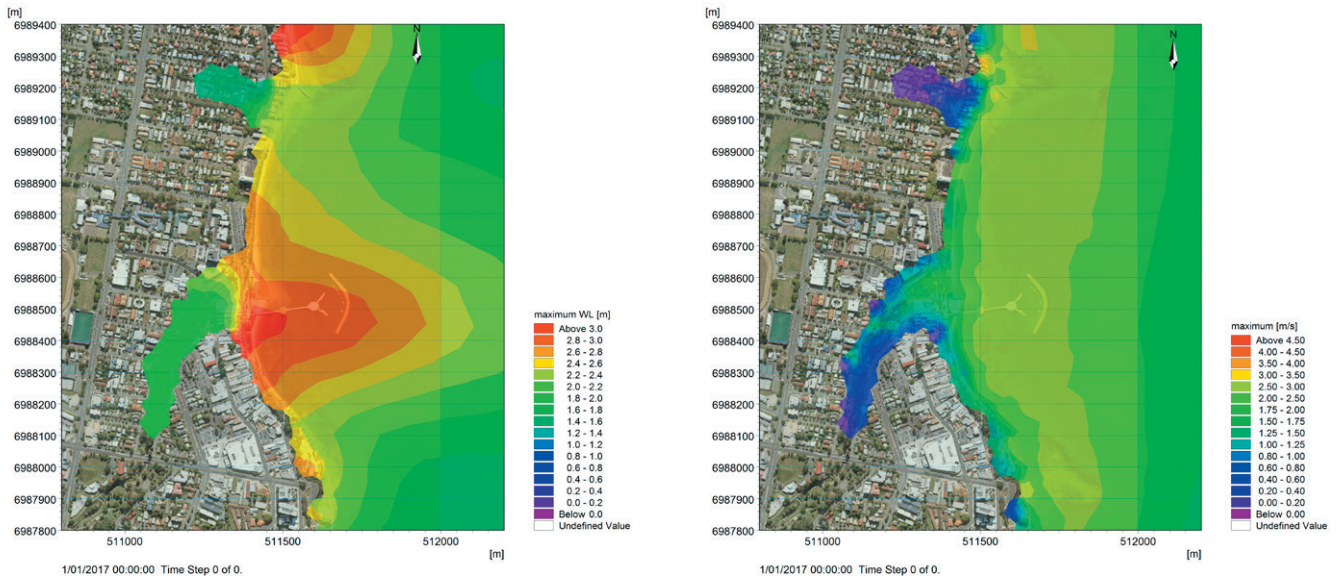 [m]
6989400
6989300
6989200
6989100
6989000
6988900
6988800
6988700
6988600
6988500
6988400
6988300
6988200
6988100
6988000
6987900
6987800
N
maximum WL [m]
Above 3.0
2.8 - 3.0
2.6 - 2.8
2.4 - 2.6
2.2 - 2.4
2.0 - 2.2
1.8 - 2.0
1.6 - 1.8
1.4 - 1.6
1.2 - 1.4
1.0 - 1.2
0.8 - 1.0
0.6 - 0.8
0.4 - 0.6
0.2 - 0.4
0.0 - 0.2
Below 0.0
Undefined Value
511000 511500 512000
[m]
1/01/2017 00:00:00 Time Step 0 of 0.
[m]
6989400
6989300
6989200
6989100
6989000
6988900
6988800
6988700
6988600
6988500
6988400
6988300
6988200
6988100
6988000
6987900
6987800
N
maximum [m/s]
Above 4.50
4.00 - 4.50
3.50 - 4.00
3.00 - 3.50
2.50 - 3.00
2.00 - 2.50
1.75 - 2.00
1.50 - 1.75
1.25 - 1.50
1.00 - 1.25
0.80 - 1.00
0.60 - 0.80
0.40 - 0.60
0.20 - 0.40
0.00 - 0.20
Below 0.00
Undefined Value
511000 511500 512000
[m]
1/01/2017 00:00:00 Time Step 0 of 0.